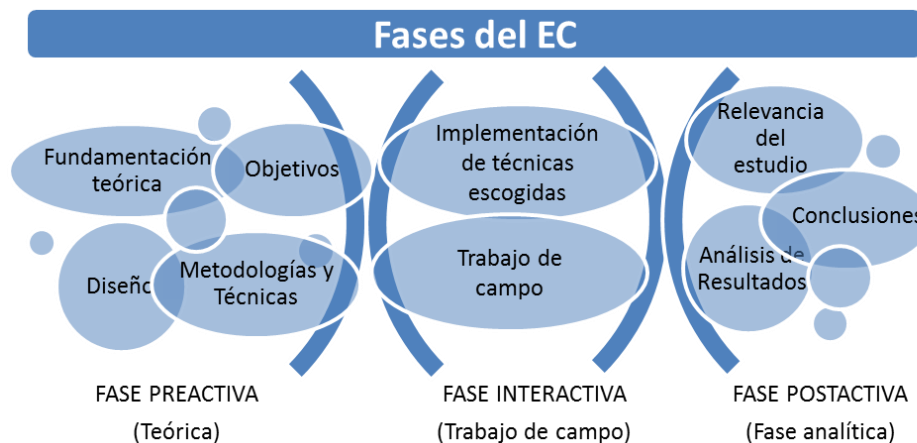 Fases del EC
Fundamentación
teórica
Objetivos
Diseño
Metodologías y
Técnicas
Implementación
de técnicas
escogidas
Trabajo de
campo
Relevancia
del
estudio
Conclusiones
Análisis de
Resultados
FASE PREACTIVA
(Teórica)
FASE INTERACTIVA
(Trabajo de campo)
FASE POSTACTIVA
(Fase analítica)